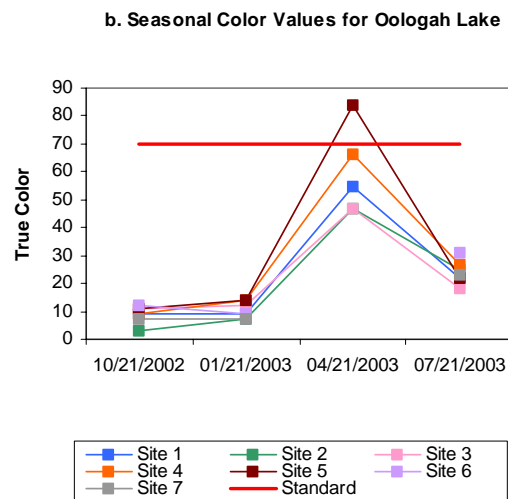 b. Seasonal Color Values for Oologah Lake
90
80
70
60
50
40
30
20
10
0
True Color
10/21/2002 01/21/2003 04/21/2003 07/21/2003
Site 1 Site 2 Site 3
Site 4 Site 5 Site 6
Site 7 Standard